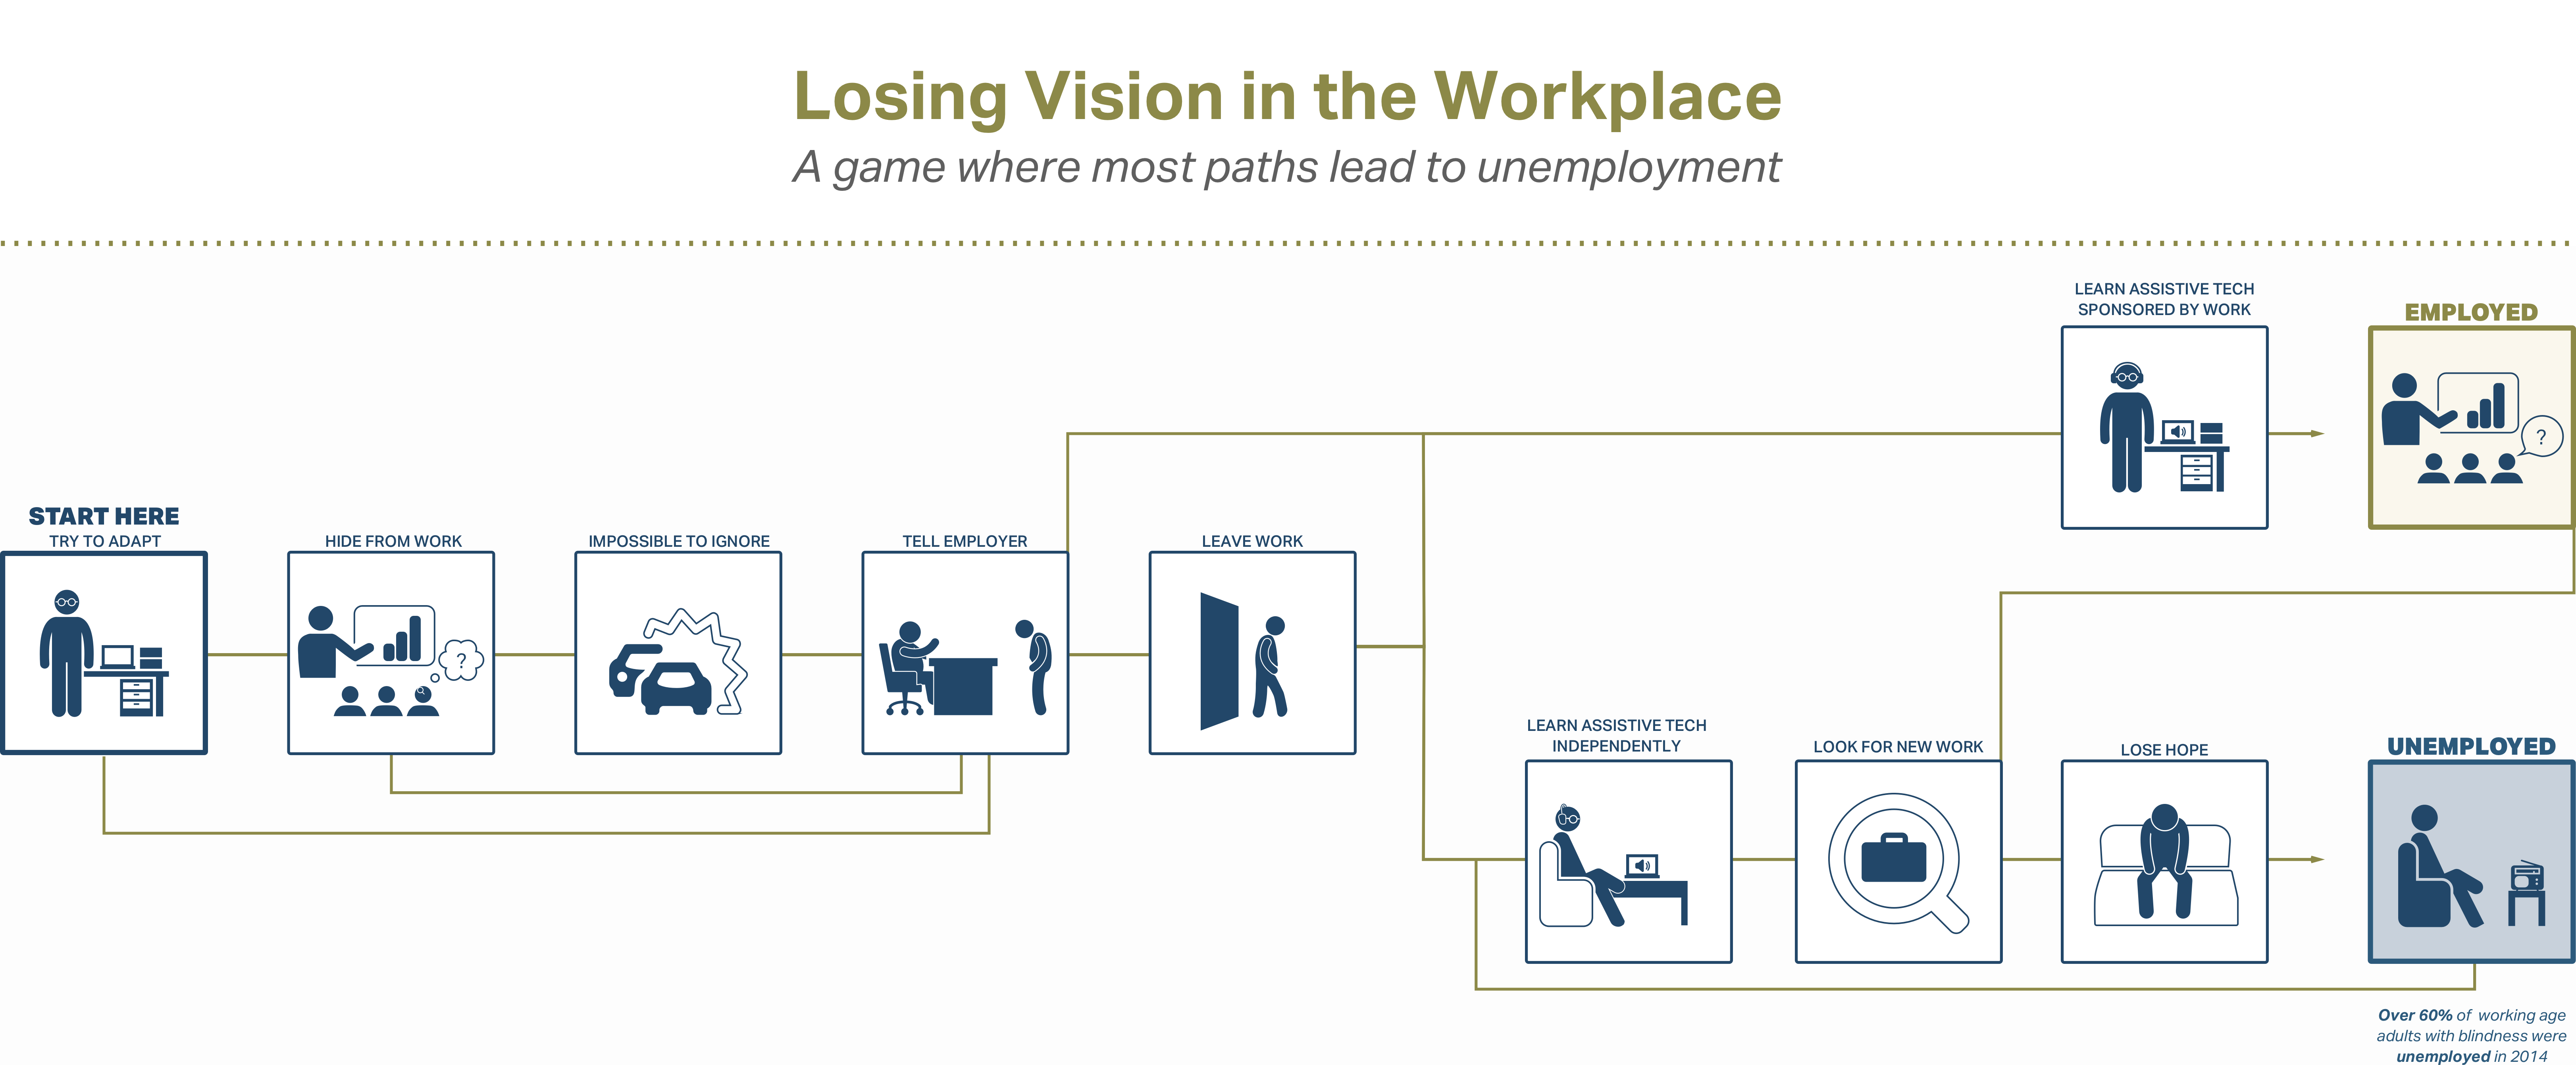 Losing Vision in the Workplace
A game where most paths lead to unemployment
LEARN ASSISTIVE TECH
SPONSORED BY WORK
EMPLOYED
?
START HERE
TRY TO ADAPT
HIDE FROM WORK
?
IMPOSSIBLE TO IGNORE
TELL EMPLOYER
LEAVE WORK
LEARN ASSISTIVE TECH
INDEPENDENTLY
LOOK FOR NEW WORK
LOSE HOPE
UNEMPLOYED
Over 60% of working age
adults with blindness were
unemployed in 2014